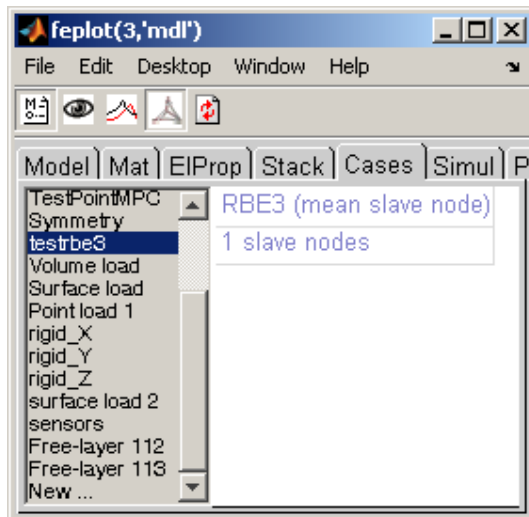 feplot(3,'mdl')
File Edit Desktop Window Help
Model Mat ElProp Stack Cases Simul P
TestPointMPC
Symmetry
testrbe3
Volume load
Surface load
Point load 1
rigid_X
rigid_Y
rigid_Z
surface load 2
sensors
Free-layer 112
Free-layer 113
New ...
RBE3 (mean slave node)
1 slave nodes